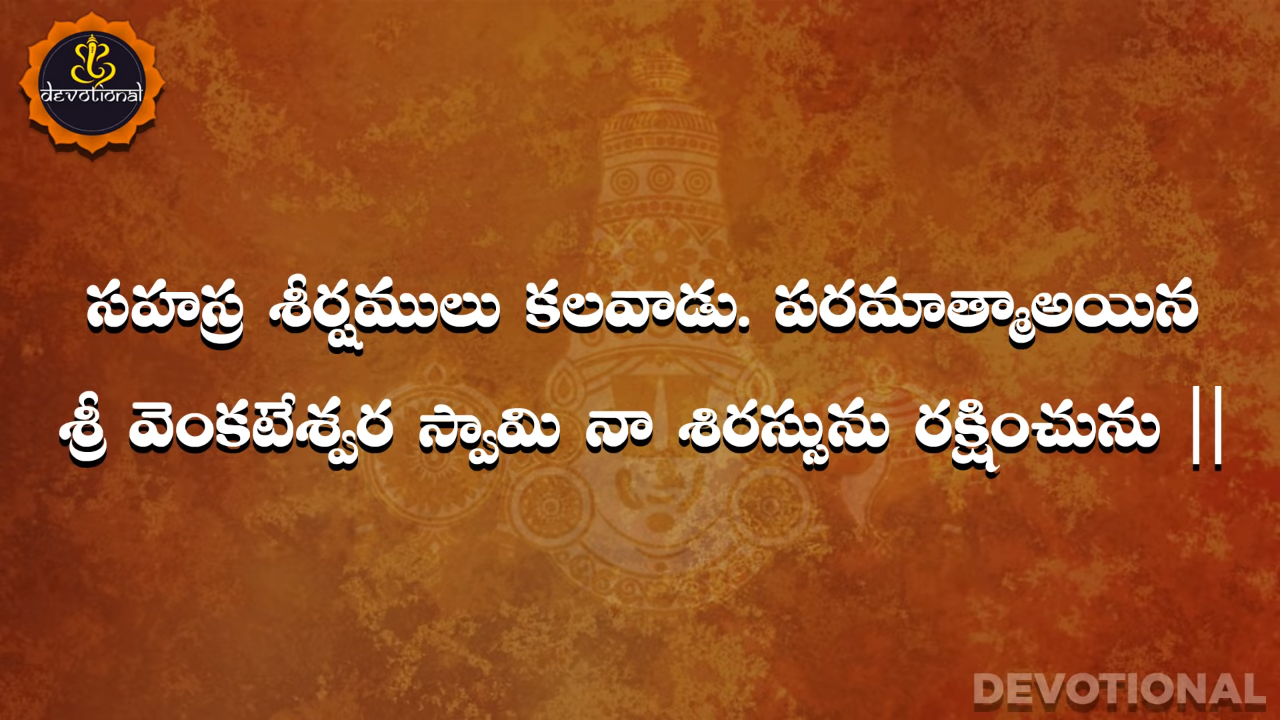 devotional
సహస్ర శీర్షములు కలవాడు. పరమాత్మాఅయిన
శ్రీ వెంకటేశ్వర స్వామి నా శిరస్సును రక్షించును ||
DEVOTIONAL